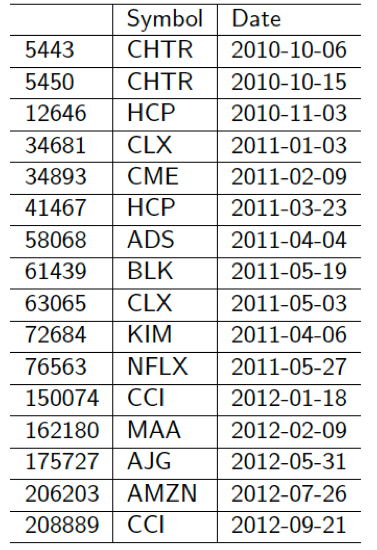 Symbol Date
5443 CHTR 2010-10-06
5450 CHTR 2010-10-15
12646 HCP 2010-11-03
34681 CLX 2011-01-03
34893 CME 2011-02-09
41467 HCP 2011-03-23
58068 ADS 2011-04-04
61439 BLK 2011-05-19
63065 CLX 2011-05-03
72684 KIM 2011-04-06
76563 NFLX 2011-05-27
150074 CCI 2012-01-18
162180 MAA 2012-02-09
175727 AJG 2012-05-31
206203 AMZN 2012-07-26
208889 CCI 2012-09-21